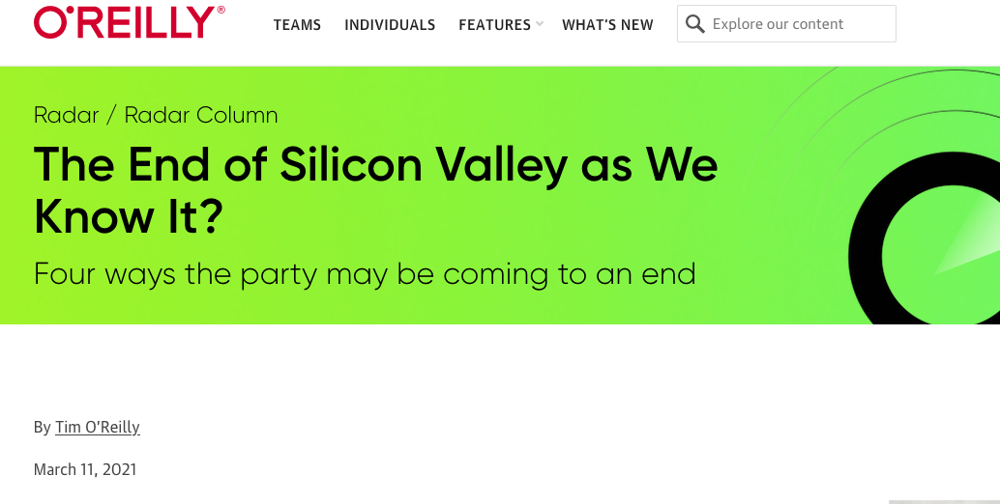 O'REILLY®
TEAMS INDIVIDUALS FEATURES WHAT'S NEW Explore our content
Radar / Radar Column
The End of Silicon Valley as We
Know It?
Four ways the party may be coming to an end
By Tim O'Reilly
March 11, 2021